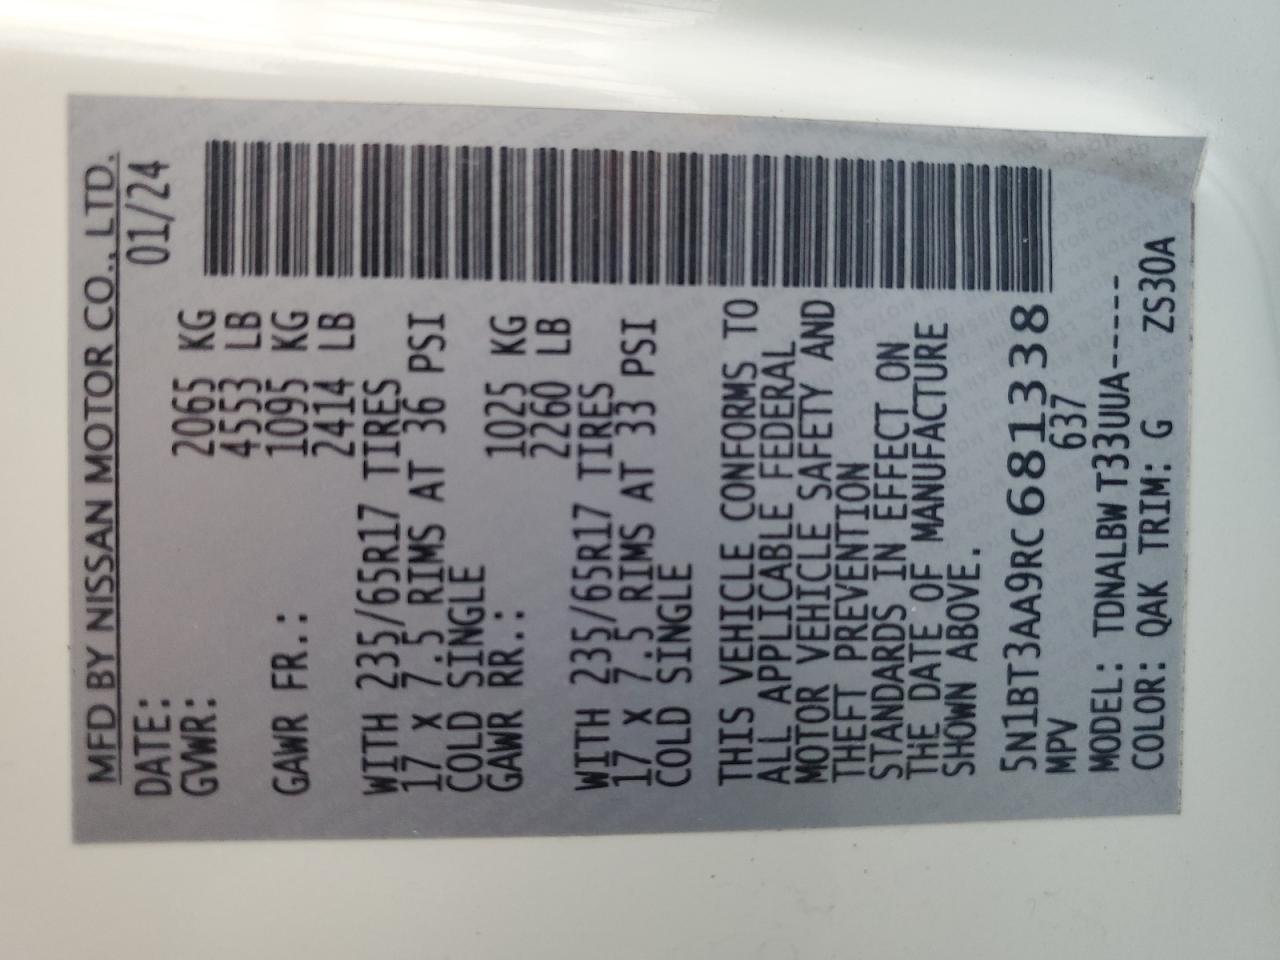 MFD BY NISSAN MOTOR CO., LTD.
DATE: 01/24
GVWR: 2065 KG
4553 LB
GAWR FR.: 1095 KG
2414 LB
WITH 235/65R17 TIRES
17 X 7.5 RIMS AT 36 PSI
COLD SINGLE
GAWR RR.: 1025 KG
2260 LB
WITH 235/65R17 TIRES
17 X 7.5 RIMS AT 33 PSI
COLD SINGLE
THIS VEHICLE CONFORMS TO
ALL APPLICABLE FEDERAL
MOTOR VEHICLE SAFETY AND
THEFT PREVENTION
STANDARDS IN EFFECT ON
THE DATE OF MANUFACTURE
SHOWN ABOVE.
5N1BT3AA9RC681338
MPV 637
MODEL: TDNALBW T33UUA-----
COLOR: QAK TRIM: G ZS30A